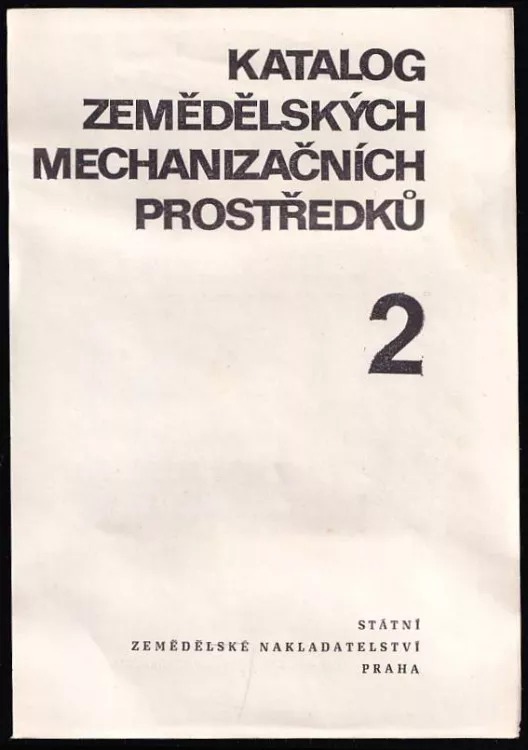 KATALOG
ZEMĚDĚLSKÝCH
MECHANIZAČNÍCH
PROSTŘEDKŮ
2
STÁTNÍ
ZEMĚDĚLSKÉ NAKLADATELSTVÍ
PRAHA